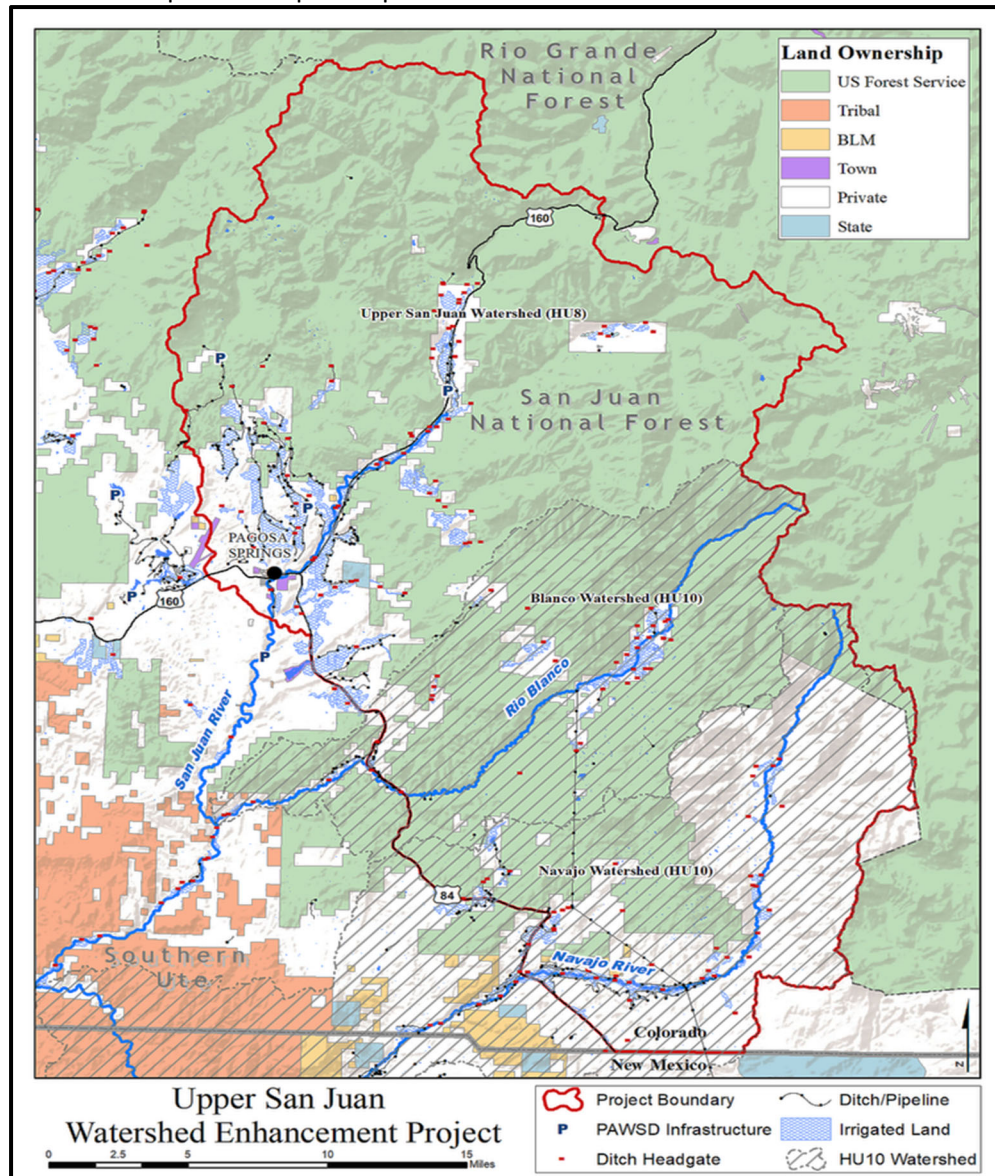 Rio Grande
National
Forest
Land Ownership
US Forest Service
Tribal
BLM
Town
Private
State
160
Upper San Juan Watershed (HU8)
P
San Juan
National Forest
P
P
P
PAGOSA
SPRINGS
P
160
P
Blanco Watershed (HU10)
Rio Blanco
San Juan River
Navajo Watershed (HU10)
84
Southern
Ute
Navajo River
Colorado
New Mexico
N
Upper San Juan
Watershed Enhancement Project
0 2.5 5 10 15
Miles
Project Boundary
P PAWSD Infrastructure
Ditch Headgate
Ditch/Pipeline
Irrigated Land
HU10 Watershed